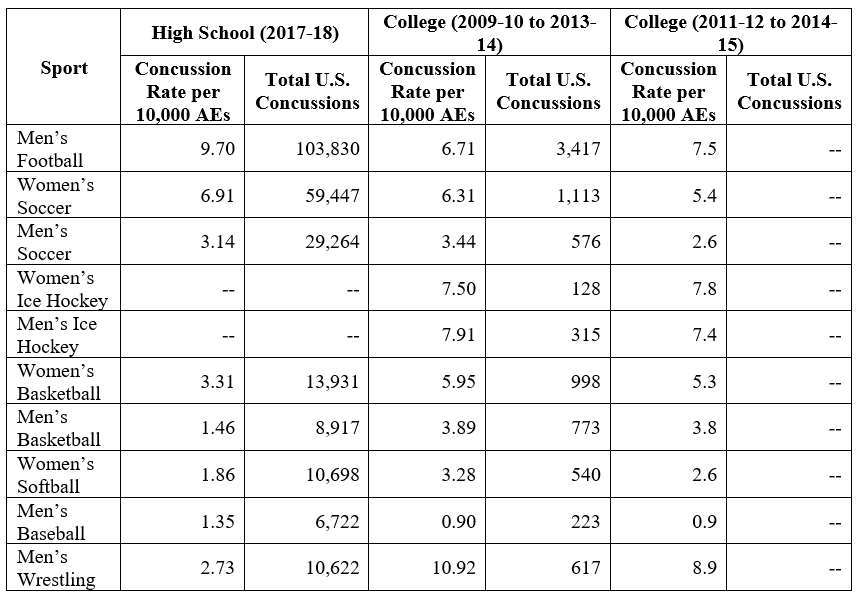 Sport
High School (2017-18)
College (2009-10 to 2013-
14)
College (2011-12 to 2014-
15)
Concussion
Rate per
10,000 AEs
Total U.S.
Concussions
Concussion
Rate per
10,000 AEs
Total U.S.
Concussions
Concussion
Rate per
10,000 AEs
Total U.S.
Concussions
Men's
Football
9.70 103,830 6.71 3,417 7.5 --
Women's
Soccer
6.91 59,447 6.31 1,113 5.4 --
Men's
Soccer
3.14 29,264 3.44 576 2.6 --
Women's
Ice Hockey
-- -- 7.50 128 7.8 --
Men's Ice
Hockey
-- -- 7.91 315 7.4 --
Women's
Basketball
3.31 13,931 5.95 998 5.3 --
Men's
Basketball
1.46 8,917 3.89 773 3.8 --
Women's
Softball
1.86 10,698 3.28 540 2.6 --
Men's
Baseball
1.35 6,722 0.90 223 0.9 --
Men's
Wrestling
2.73 10,622 10.92 617 8.9 --